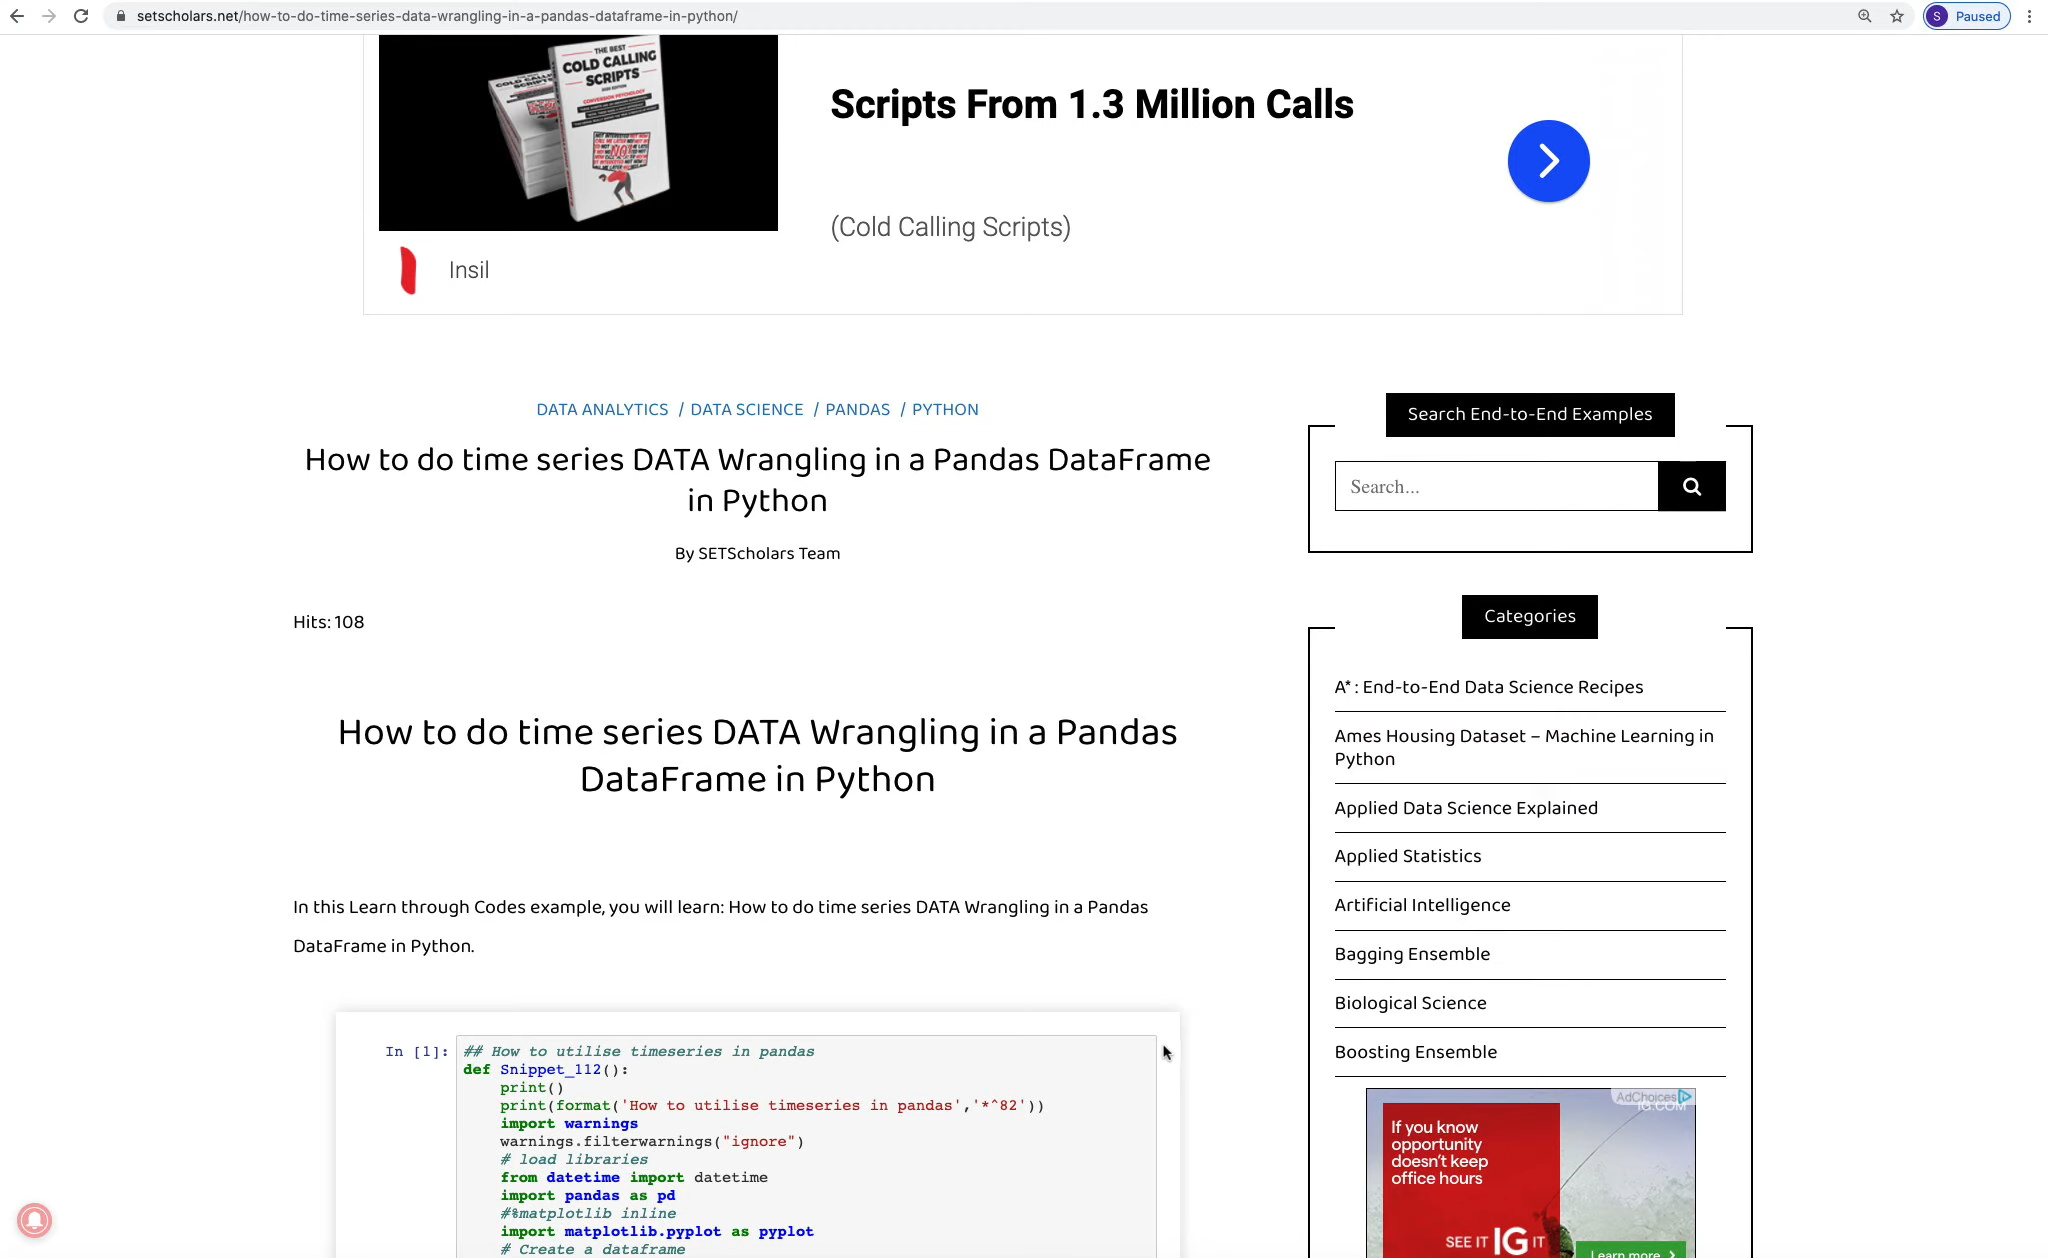 setscholars.net/how-to-do-time-series-data-wrangling-in-a-pandas-dataframe-in-python/
S
Paused
THE BEST
COLD CALLING
SCRIPTS
Scripts From 1.3 Million Calls
(Cold Calling Scripts)
Insil
DATA ANALYTICS / DATA SCIENCE / PANDAS / PYTHON
How to do time series DATA Wrangling in a Pandas DataFrame
in Python
By SETScholars Team
Hits: 108
How to do time series DATA Wrangling in a Pandas
DataFrame in Python
In this Learn through Codes example, you will learn: How to do time series DATA Wrangling in a Pandas
DataFrame in Python.
In [1]:
## How to utilise timeseries in pandas
def Snippet_112():
print()
print(format('How to utilise timeseries in pandas','*^82'))
import warnings
warnings.filterwarnings("ignore")
# load libraries
from datetime import datetime
import pandas as pd
#%matplotlib inline
import matplotlib.pyplot as pyplot
# Create a dataframe
Search End-to-End Examples
Search...
Categories
A* : End-to-End Data Science Recipes
Ames Housing Dataset – Machine Learning in
Python
Applied Data Science Explained
Applied Statistics
Artificial Intelligence
Bagging Ensemble
Biological Science
Boosting Ensemble
AdChoices
IG.COM
If you know
opportunity
doesn't keep
office hours
SEE IT IG IT
Learn more